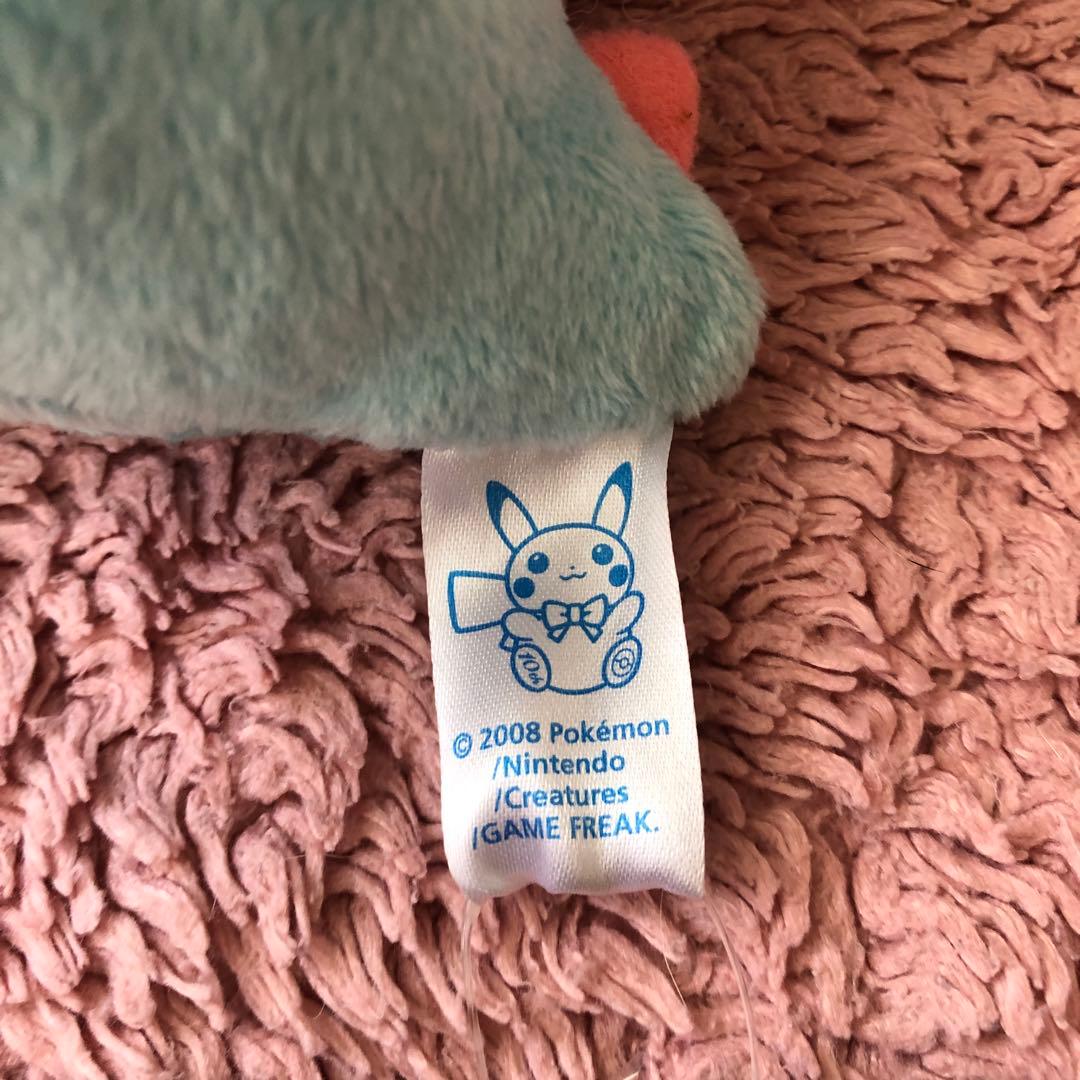 10th
© 2008 Pokémon
/Nintendo
/Creatures
/GAME FREAK.